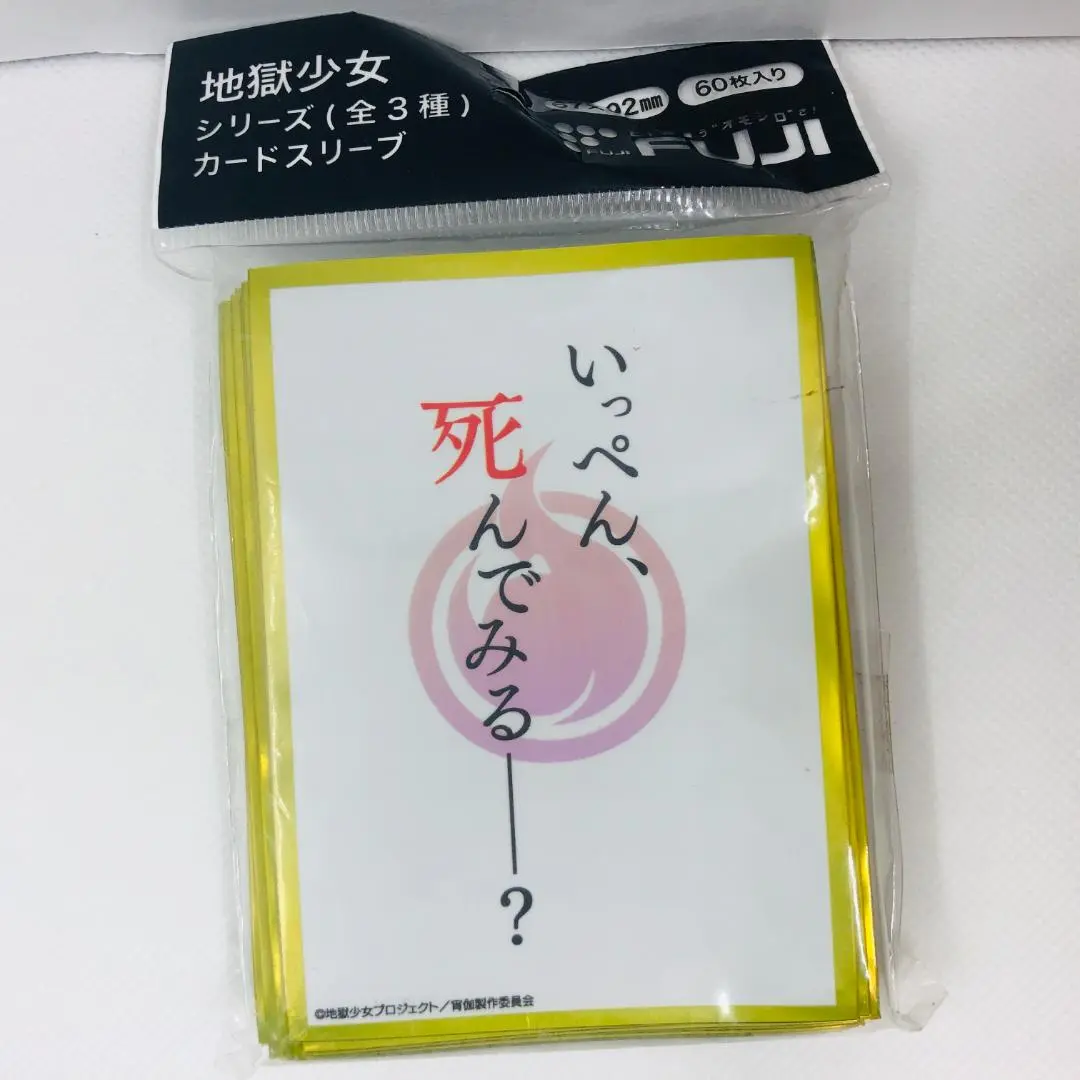 地獄少女
シリーズ(全3種)
カードスリーブ
92㎜
60枚入り
FUJI
FUJI
いっぺん、
死んでみる――?
©地獄少女プロジェクト/宵伽製作委員会